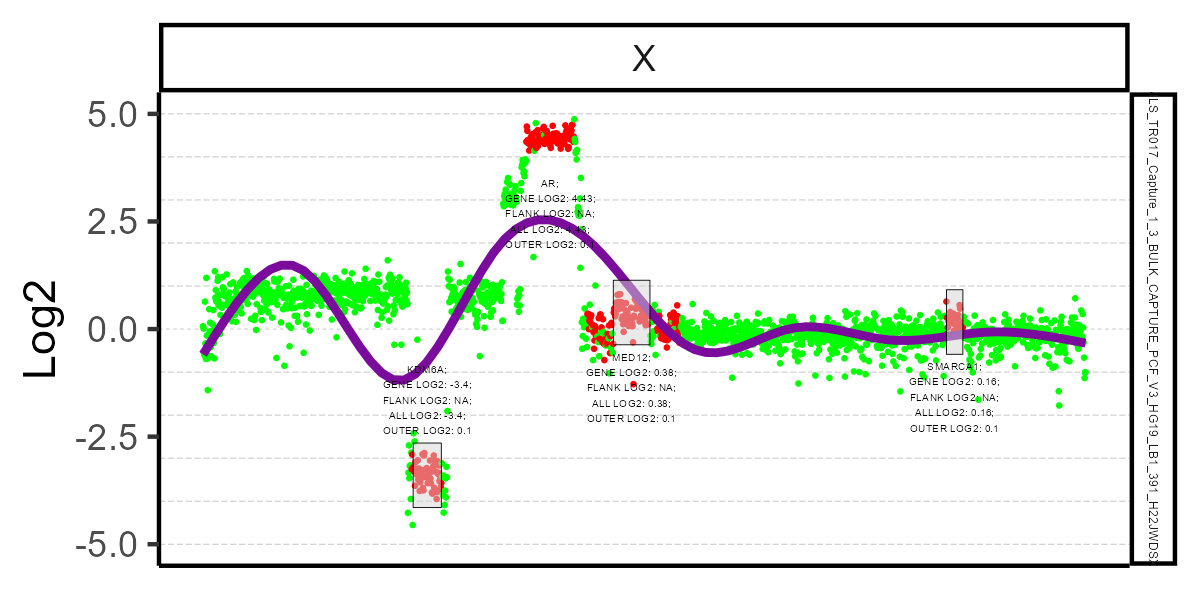 X
5.0
2.5
0.0
-2.5
-5.0
Log2
AR;
GENE LOG2: 4.43;
FLANK LOG2: NA;
ALL LOG2: 4.43;
OUTER LOG2: 0.1
KDM6A;
GENE LOG2: -3.4;
FLANK LOG2: NA;
ALL LOG2: -3.4;
OUTER LOG2: 0.1
MED12;
GENE LOG2: 0.38;
FLANK LOG2: NA;
ALL LOG2: 0.38;
OUTER LOG2: 0.1
SMARCA1;
GENE LOG2: 0.16;
FLANK LOG2: NA;
ALL LOG2: 0.16;
OUTER LOG2: 0.1
LS_TR017_Capture_1_3_BULK_CAPTURE_PCF_V3_HG19_LB1_391_H22JWDS